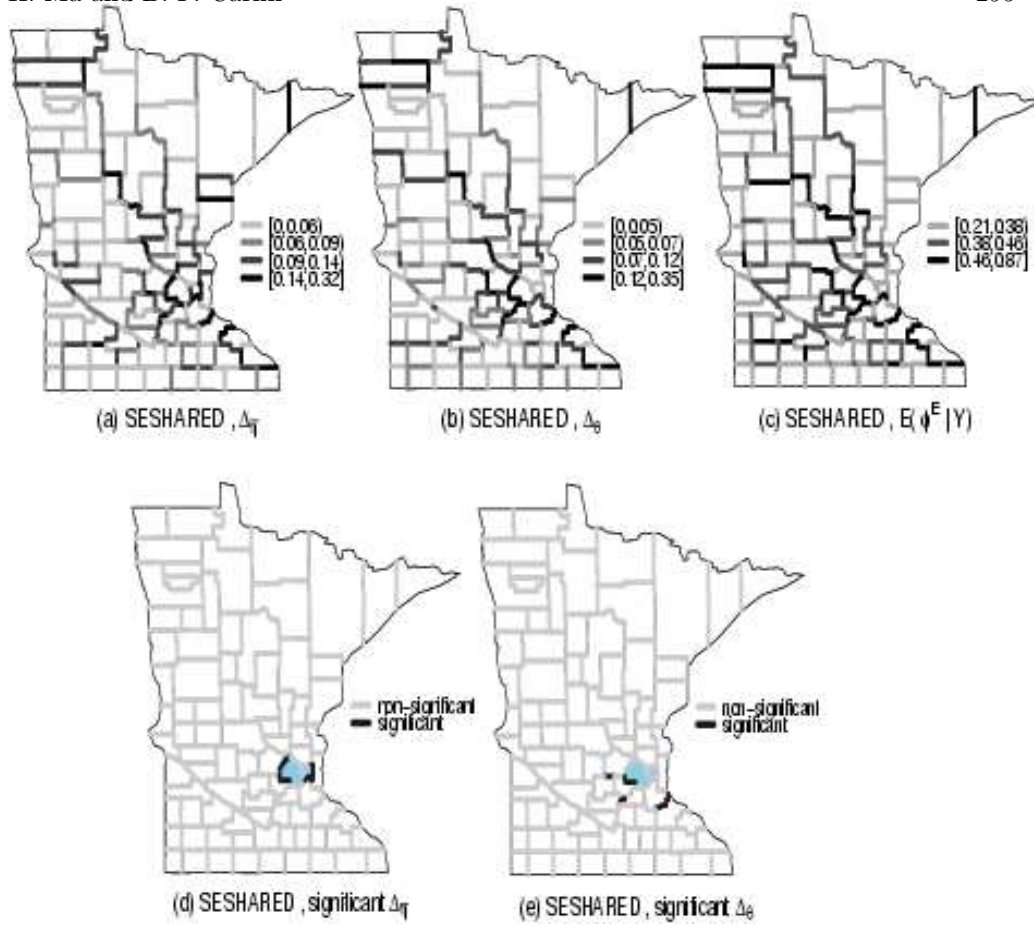 [0,0.06)
[0.06,0.09)
[0.09,0.14)
[0.14,0.32]
(a) SESHARED , Δη
[0,0.05)
[0.05,0.07)
[0.07,0.12)
[0.12,0.35]
(b) SESHARED , Δθ
[0.21,0.38)
[0.38,0.46)
[0.46,0.87]
(c) SESHARED , E( ϕᴱ | Y)
non-significant
significant
(d) SESHARED , significant Δη
non-significant
significant
(e) SESHARED , significant Δθ